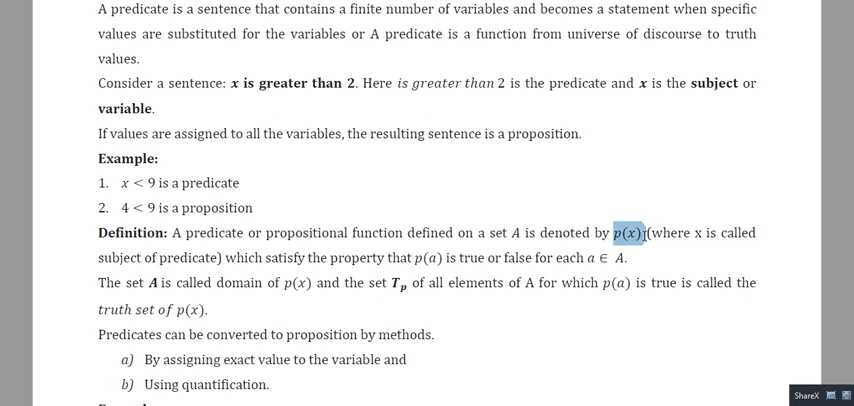 A predicate is a sentence that contains a finite number of variables and becomes a statement when specific
values are substituted for the variables or A predicate is a function from universe of discourse to truth
values.
Consider a sentence: x is greater than 2. Here is greater than 2 is the predicate and x is the subject or
variable.
If values are assigned to all the variables, the resulting sentence is a proposition.
Example:
1. x < 9 is a predicate
2. 4 < 9 is a proposition
Definition: A predicate or propositional function defined on a set A is denoted by p(x) (where x is called
subject of predicate) which satisfy the property that p(a) is true or false for each a ∈ A.
The set A is called domain of p(x) and the set Tₚ of all elements of A for which p(a) is true is called the
truth set of p(x).
Predicates can be converted to proposition by methods.
a) By assigning exact value to the variable and
b) Using quantification.
ShareX